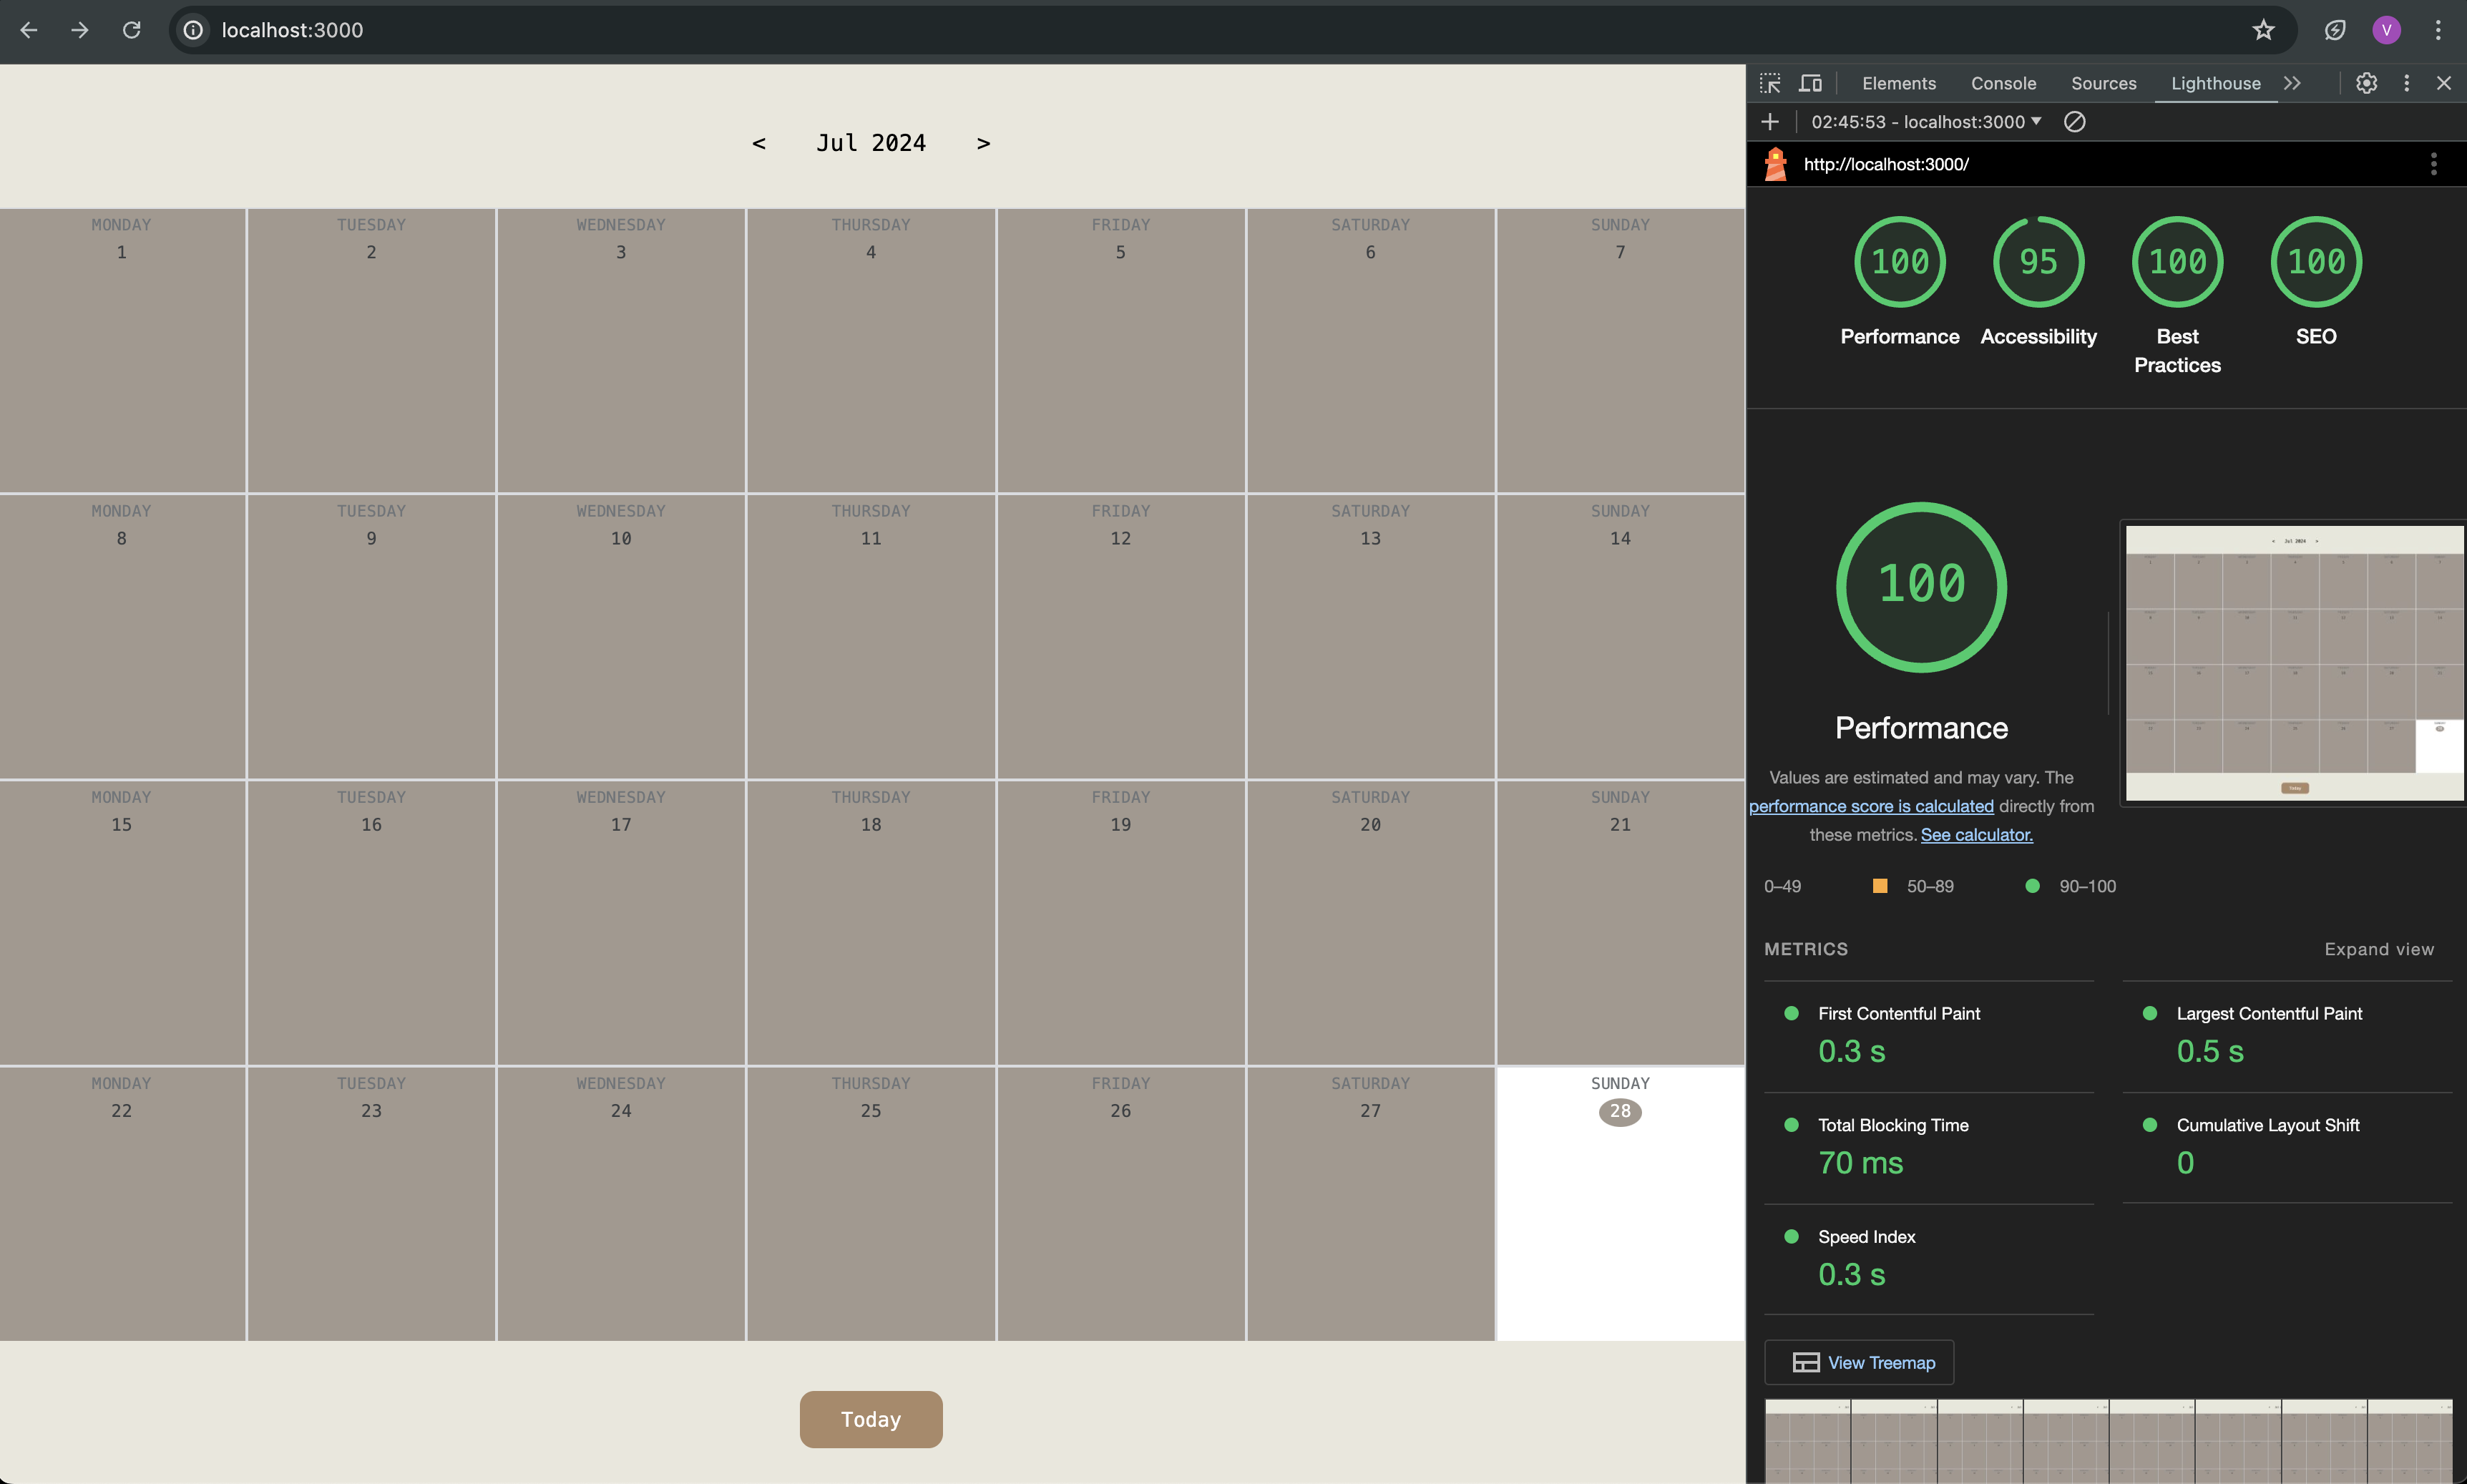 localhost:3000
V
< Jul 2024 >
MONDAY TUESDAY WEDNESDAY THURSDAY FRIDAY SATURDAY SUNDAY
1 2 3 4 5 6 7
MONDAY TUESDAY WEDNESDAY THURSDAY FRIDAY SATURDAY SUNDAY
8 9 10 11 12 13 14
MONDAY TUESDAY WEDNESDAY THURSDAY FRIDAY SATURDAY SUNDAY
15 16 17 18 19 20 21
MONDAY TUESDAY WEDNESDAY THURSDAY FRIDAY SATURDAY SUNDAY
22 23 24 25 26 27 28
Today
Elements Console Sources Lighthouse
02:45:53 - localhost:3000
http://localhost:3000/
100 95 100 100
Performance Accessibility Best Practices SEO
100
Performance
Values are estimated and may vary. The
performance score is calculated directly from
these metrics. See calculator.
Jul 2024
Today
0–49 50–89 90–100
METRICS Expand view
First Contentful Paint
0.3 s
Largest Contentful Paint
0.5 s
Total Blocking Time
70 ms
Cumulative Layout Shift
0
Speed Index
0.3 s
View Treemap